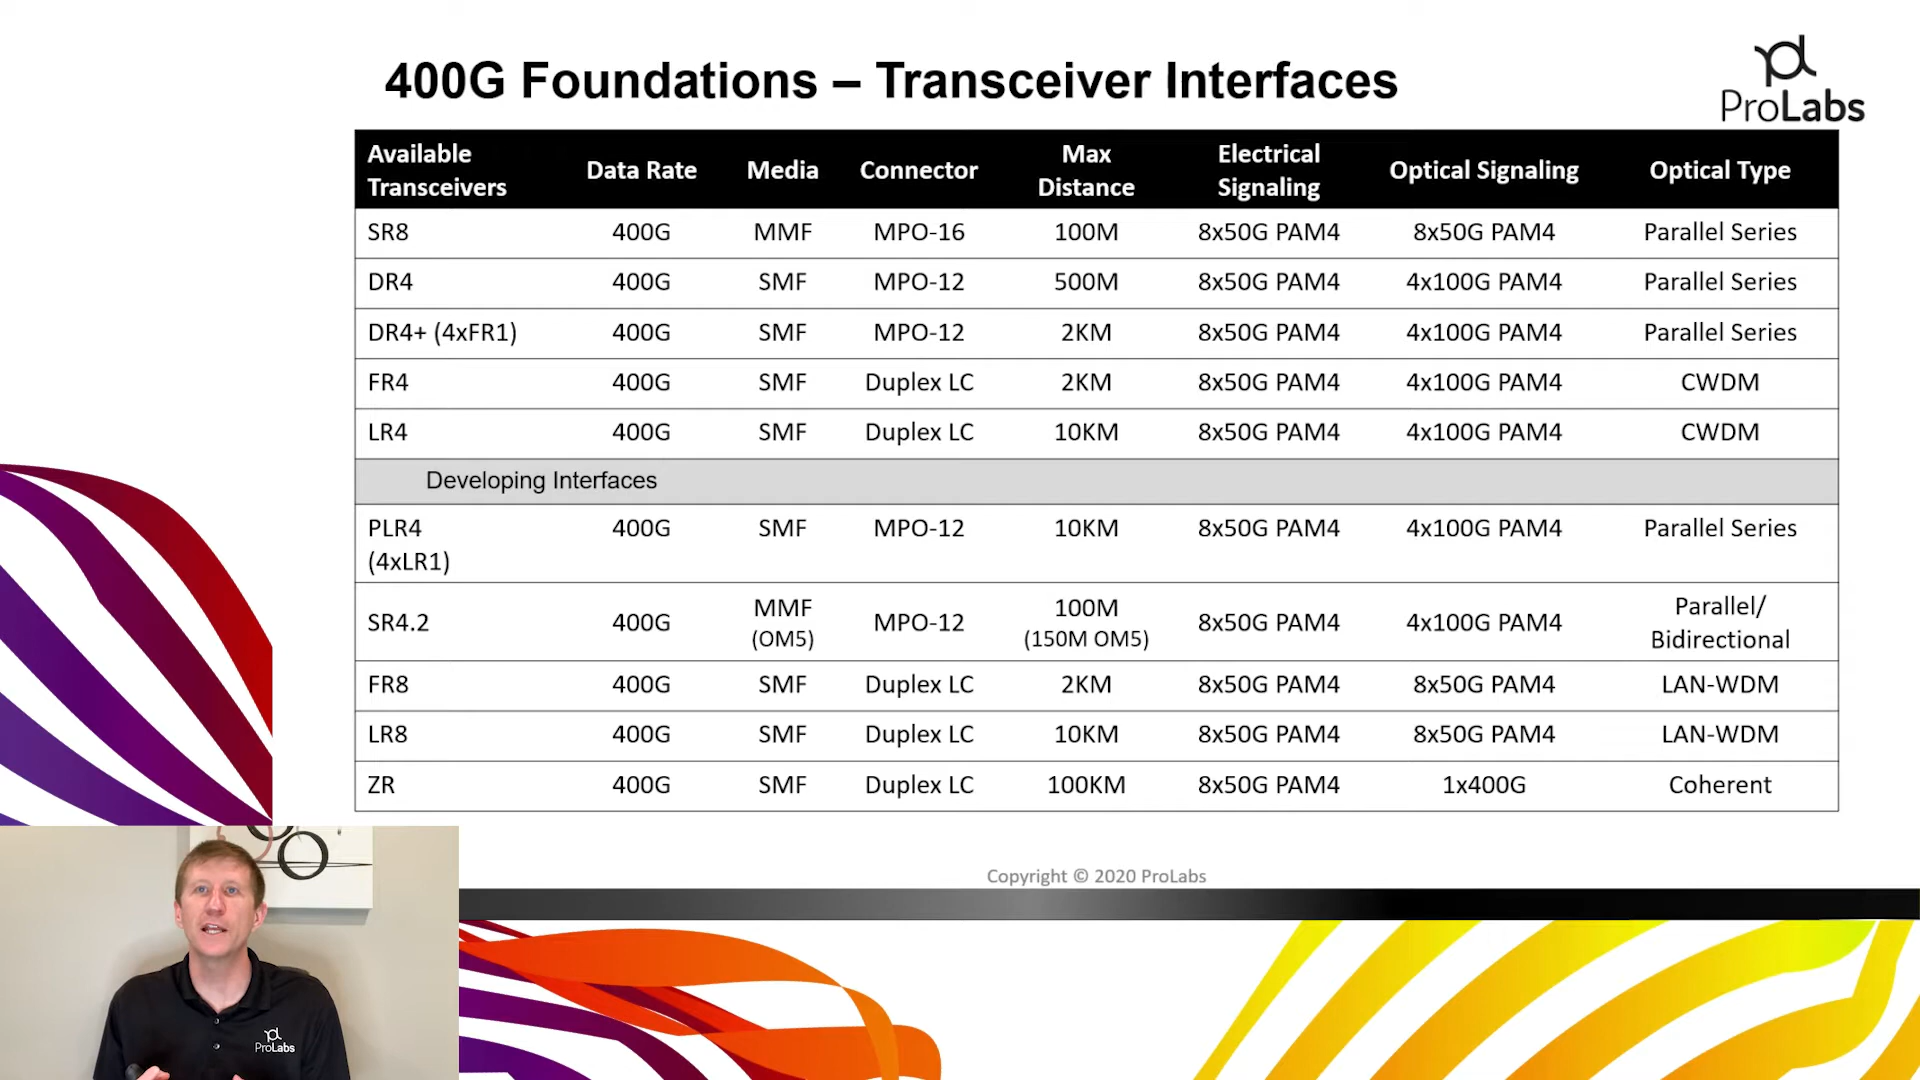 400G Foundations – Transceiver Interfaces
ProLabs
Available Transceivers Data Rate Media Connector Max Distance Electrical Signaling Optical Signaling Optical Type
SR8 400G MMF MPO-16 100M 8x50G PAM4 8x50G PAM4 Parallel Series
DR4 400G SMF MPO-12 500M 8x50G PAM4 4x100G PAM4 Parallel Series
DR4+ (4xFR1) 400G SMF MPO-12 2KM 8x50G PAM4 4x100G PAM4 Parallel Series
FR4 400G SMF Duplex LC 2KM 8x50G PAM4 4x100G PAM4 CWDM
LR4 400G SMF Duplex LC 10KM 8x50G PAM4 4x100G PAM4 CWDM
Developing Interfaces
PLR4 (4xLR1) 400G SMF MPO-12 10KM 8x50G PAM4 4x100G PAM4 Parallel Series
SR4.2 400G MMF (OM5) MPO-12 100M (150M OM5) 8x50G PAM4 4x100G PAM4 Parallel/ Bidirectional
FR8 400G SMF Duplex LC 2KM 8x50G PAM4 8x50G PAM4 LAN-WDM
LR8 400G SMF Duplex LC 10KM 8x50G PAM4 8x50G PAM4 LAN-WDM
ZR 400G SMF Duplex LC 100KM 8x50G PAM4 1x400G Coherent
Copyright © 2020 ProLabs
ProLabs